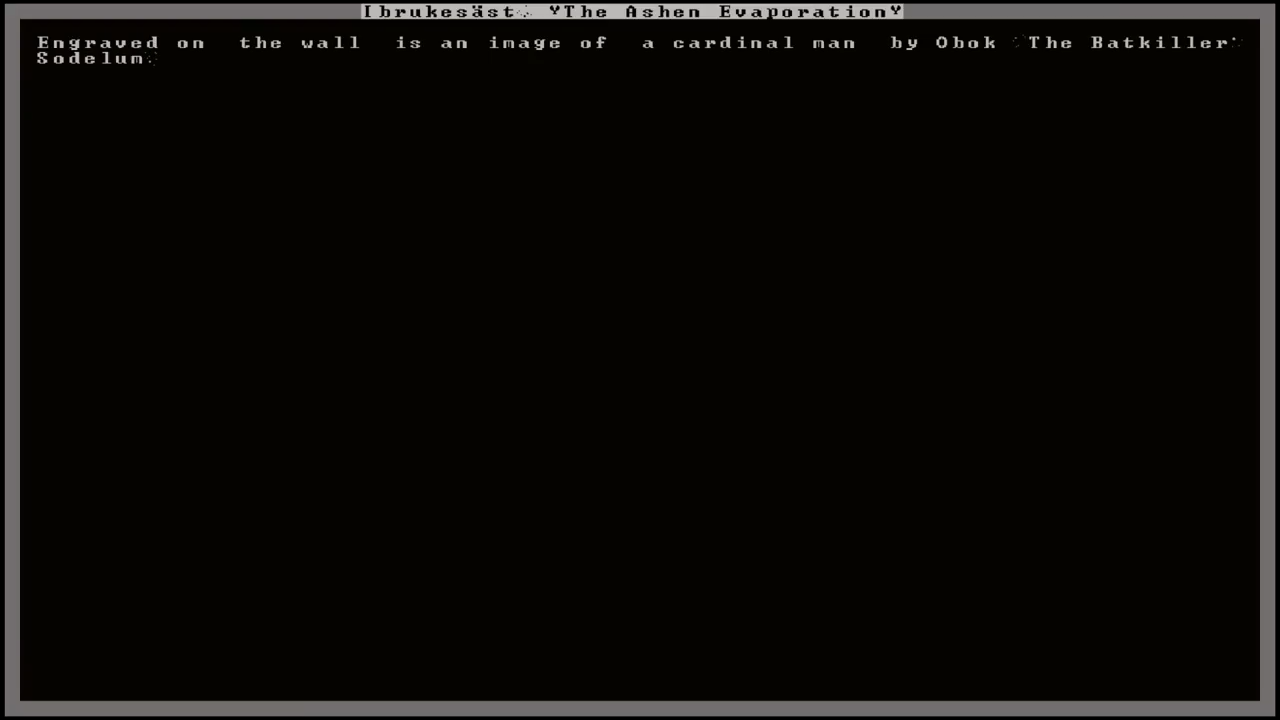 Ibrukesäst, "The Ashen Evaporation"
Engraved on the wall is an image of a cardinal man by Obok 'The Batkiller'
Sodelum.